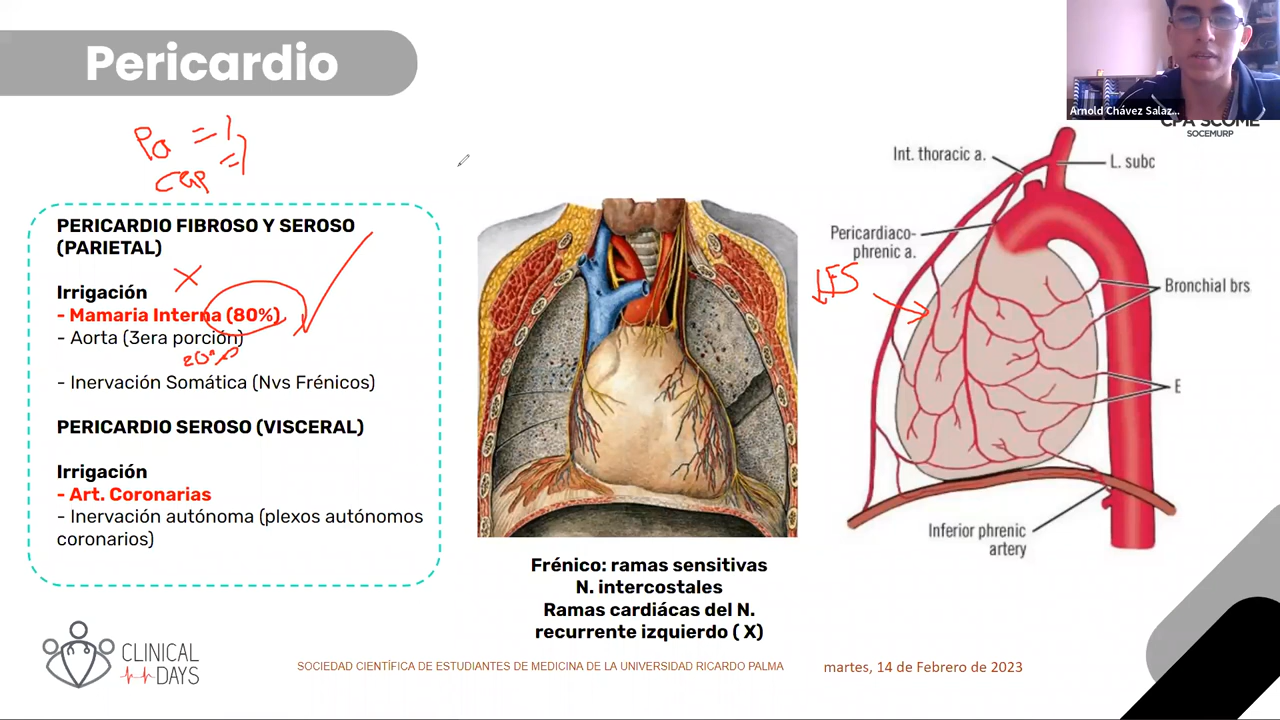 Pericardio
Arnold Chávez Salaz...
CPA SCOME
SOCEMURP
Pa = 1
=1
PERICARDIO FIBROSO Y SEROSO
(PARIETAL)
Irrigación
- Mamaria Interna (80%)
- Aorta (3era porción)
20%
- Inervación Somática (Nvs Frénicos)
PERICARDIO SEROSO (VISCERAL)
Irrigación
- Art. Coronarias
- Inervación autónoma (plexos autónomos
coronarios)
Frénico: ramas sensitivas
N. intercostales
Ramas cardiácas del N.
recurrente izquierdo ( X)
Int. thoracic a.
L. subc
Pericardiaco-
phrenic a.
Bronchial brs
E
Inferior phrenic
artery
CLINICAL
DAYS
SOCIEDAD CIENTÍFICA DE ESTUDIANTES DE MEDICINA DE LA UNIVERSIDAD RICARDO PALMA
martes, 14 de Febrero de 2023